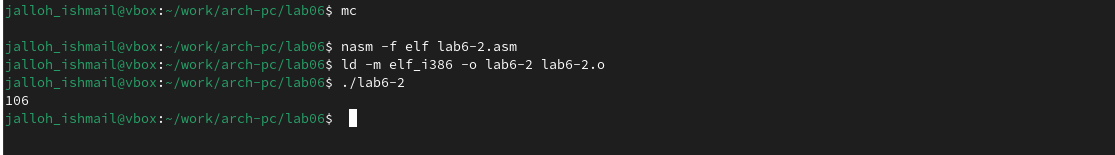 jalloh_ishmail@vbox:~/work/arch-pc/lab06$ mc
jalloh_ishmail@vbox:~/work/arch-pc/lab06$ nasm -f elf lab6-2.asm
jalloh_ishmail@vbox:~/work/arch-pc/lab06$ ld -m elf_i386 -o lab6-2 lab6-2.o
jalloh_ishmail@vbox:~/work/arch-pc/lab06$ ./lab6-2
106
jalloh_ishmail@vbox:~/work/arch-pc/lab06$